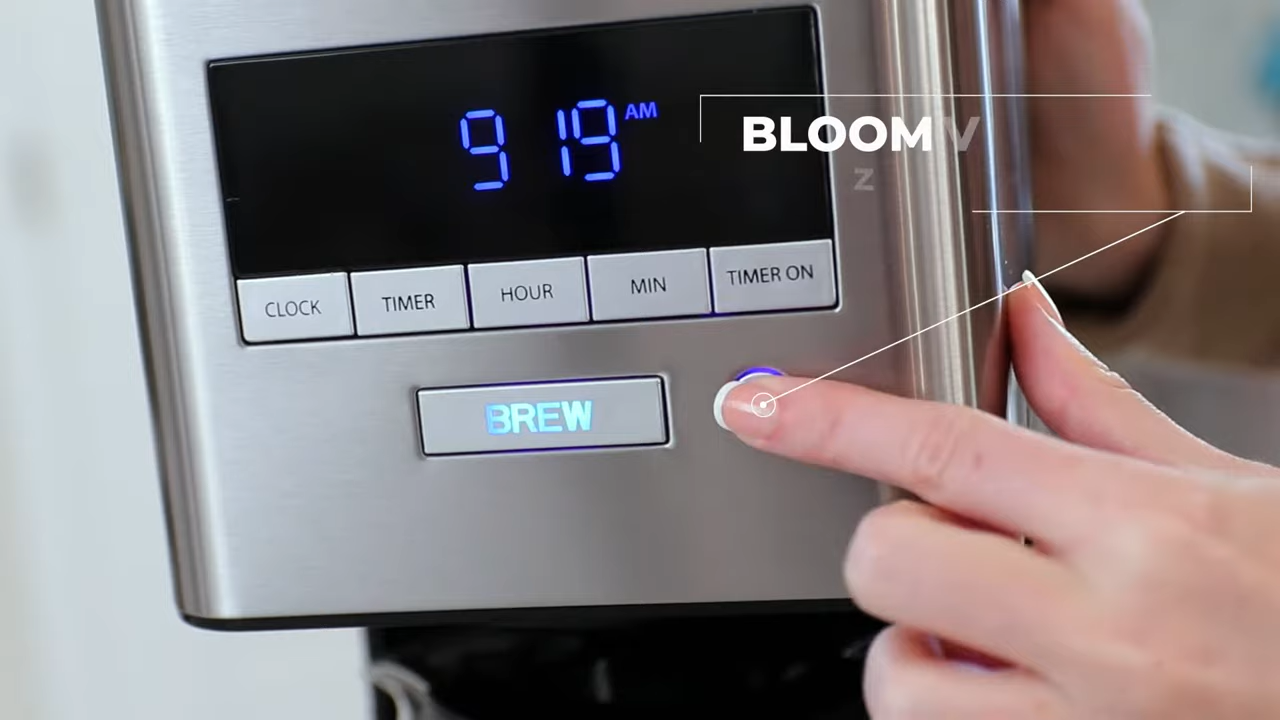 9 19 AM
BLOOM V
Z
CLOCK TIMER HOUR MIN TIMER ON
BREW